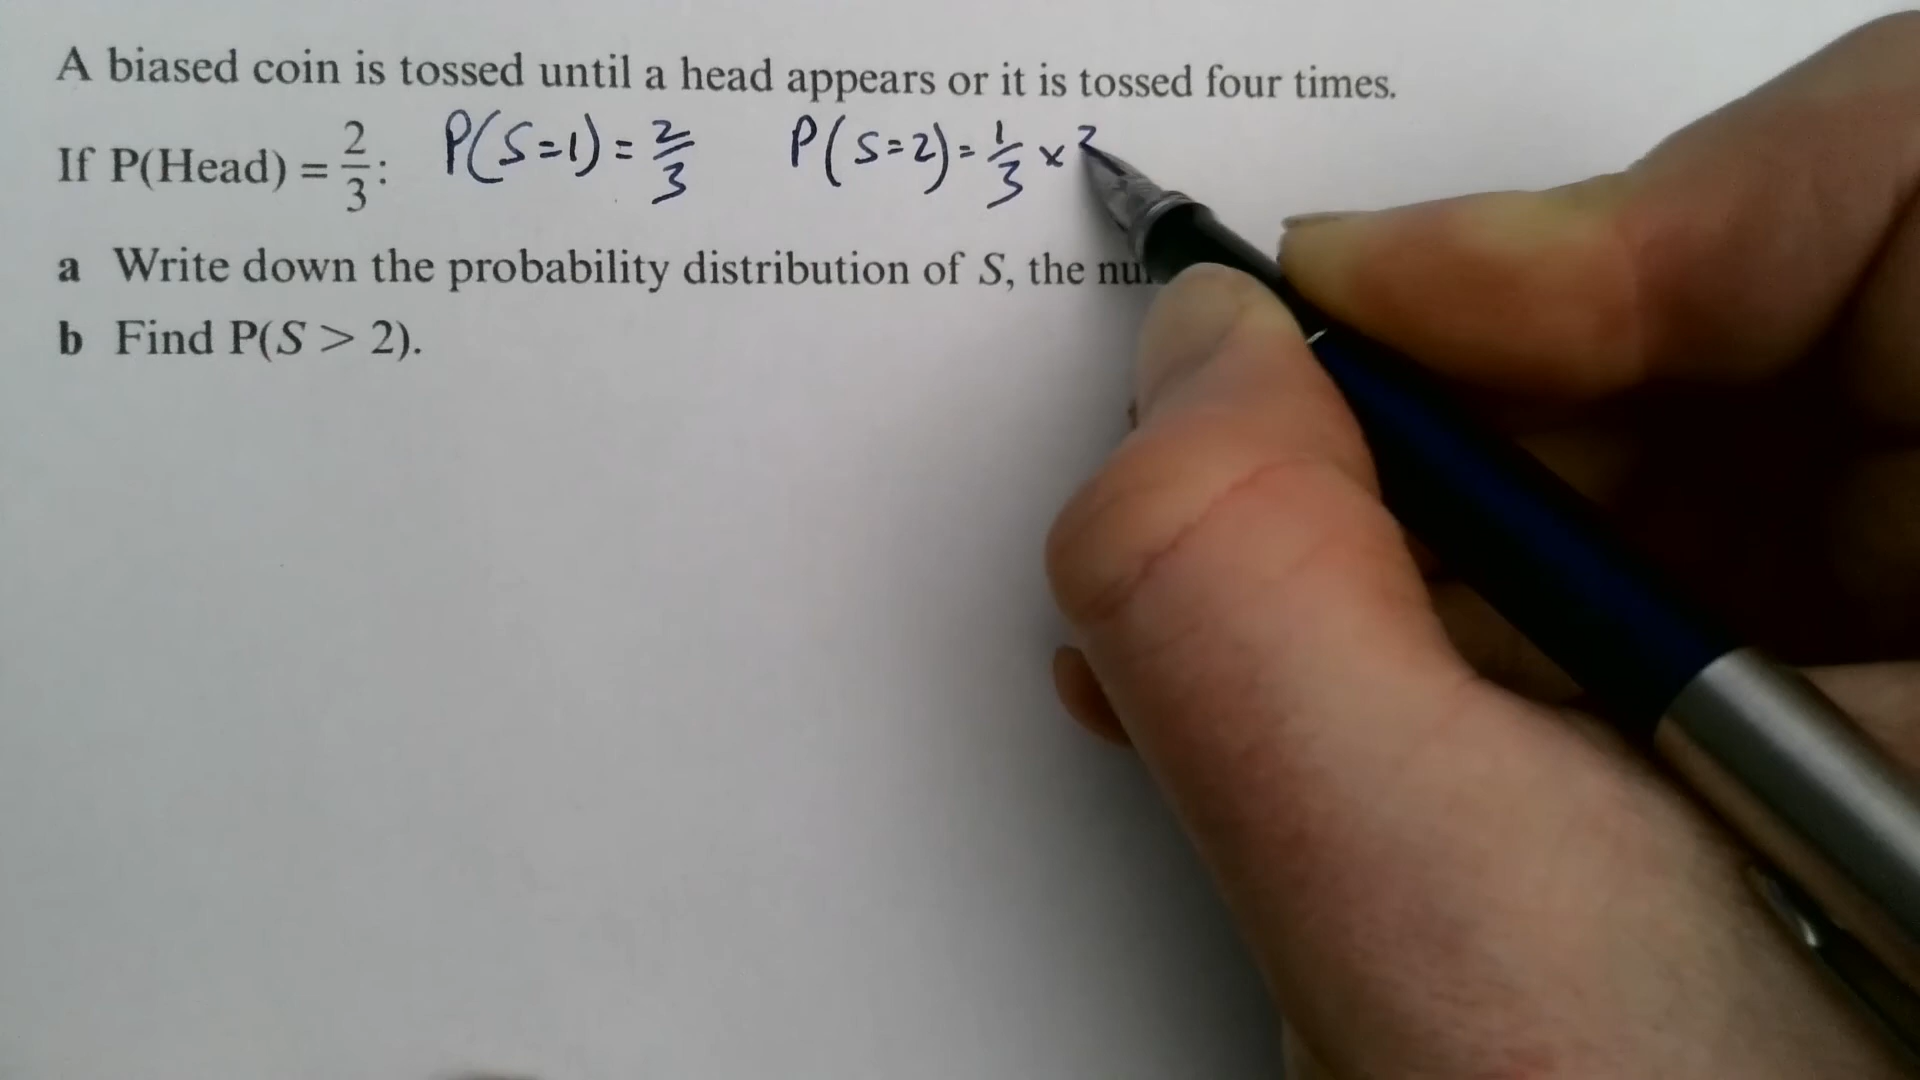 A biased coin is tossed until a head appears or it is tossed four times.
If P(Head) = 2/3: P(S=1) = 2/3 P(S=2) = 1/3 × 2
a Write down the probability distribution of S, the
b Find P(S > 2).